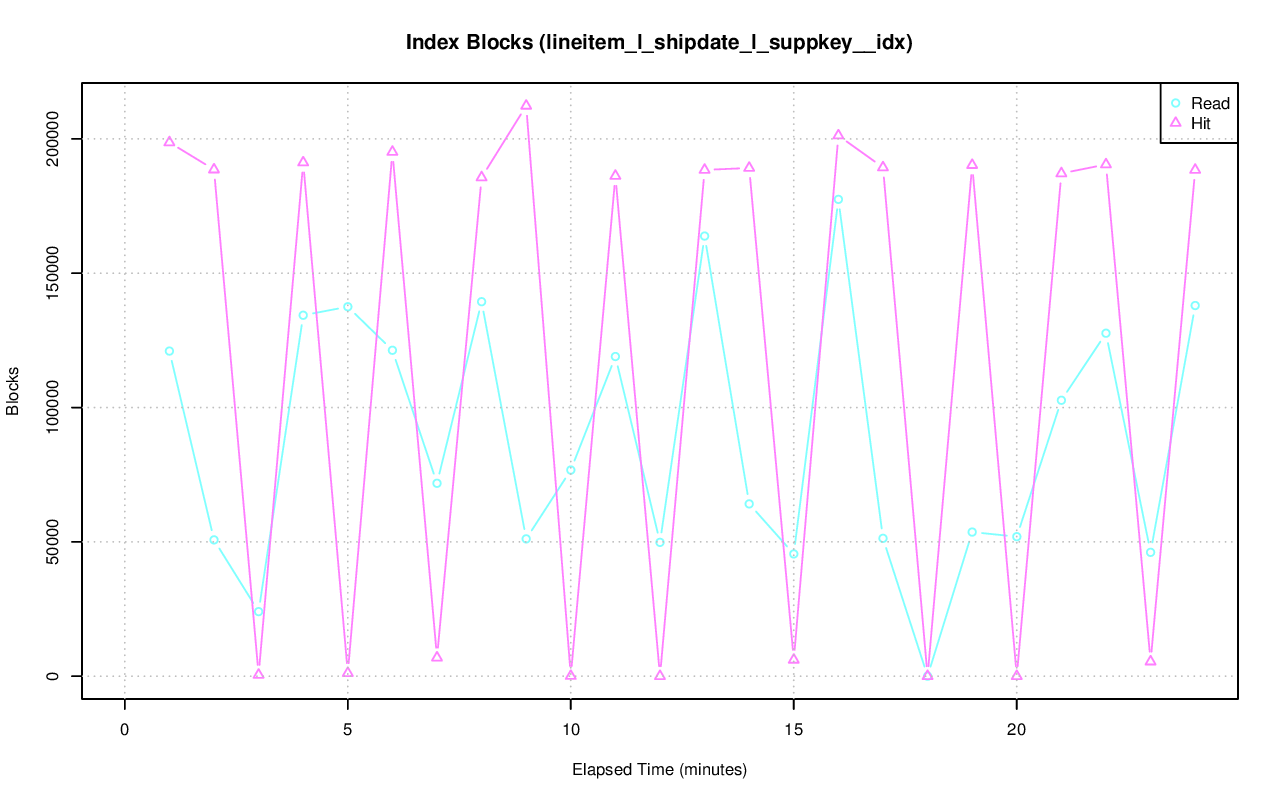 Index Blocks (lineitem_l_shipdate_l_suppkey__idx)
Read
Hit
Blocks
0
50000
100000
150000
200000
0 5 10 15 20
Elapsed Time (minutes)